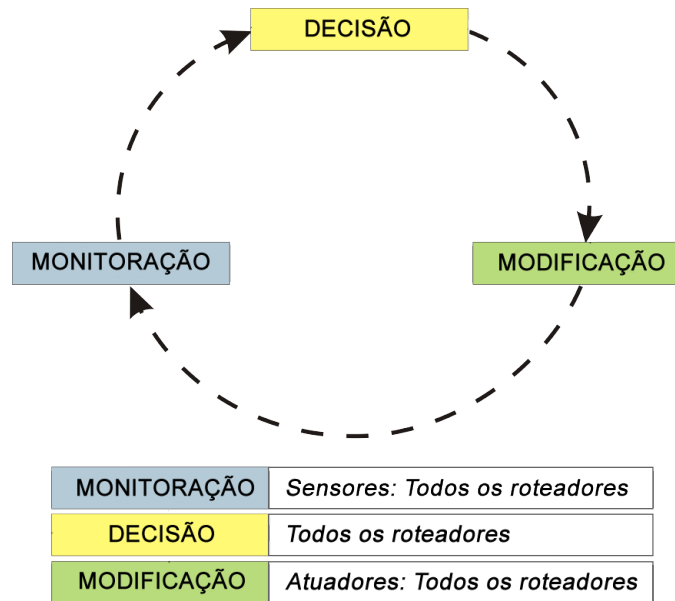 DECISÃO
MONITORAÇÃO
MODIFICAÇÃO
MONITORAÇÃO Sensores: Todos os roteadores
DECISÃO Todos os roteadores
MODIFICAÇÃO Atuadores: Todos os roteadores